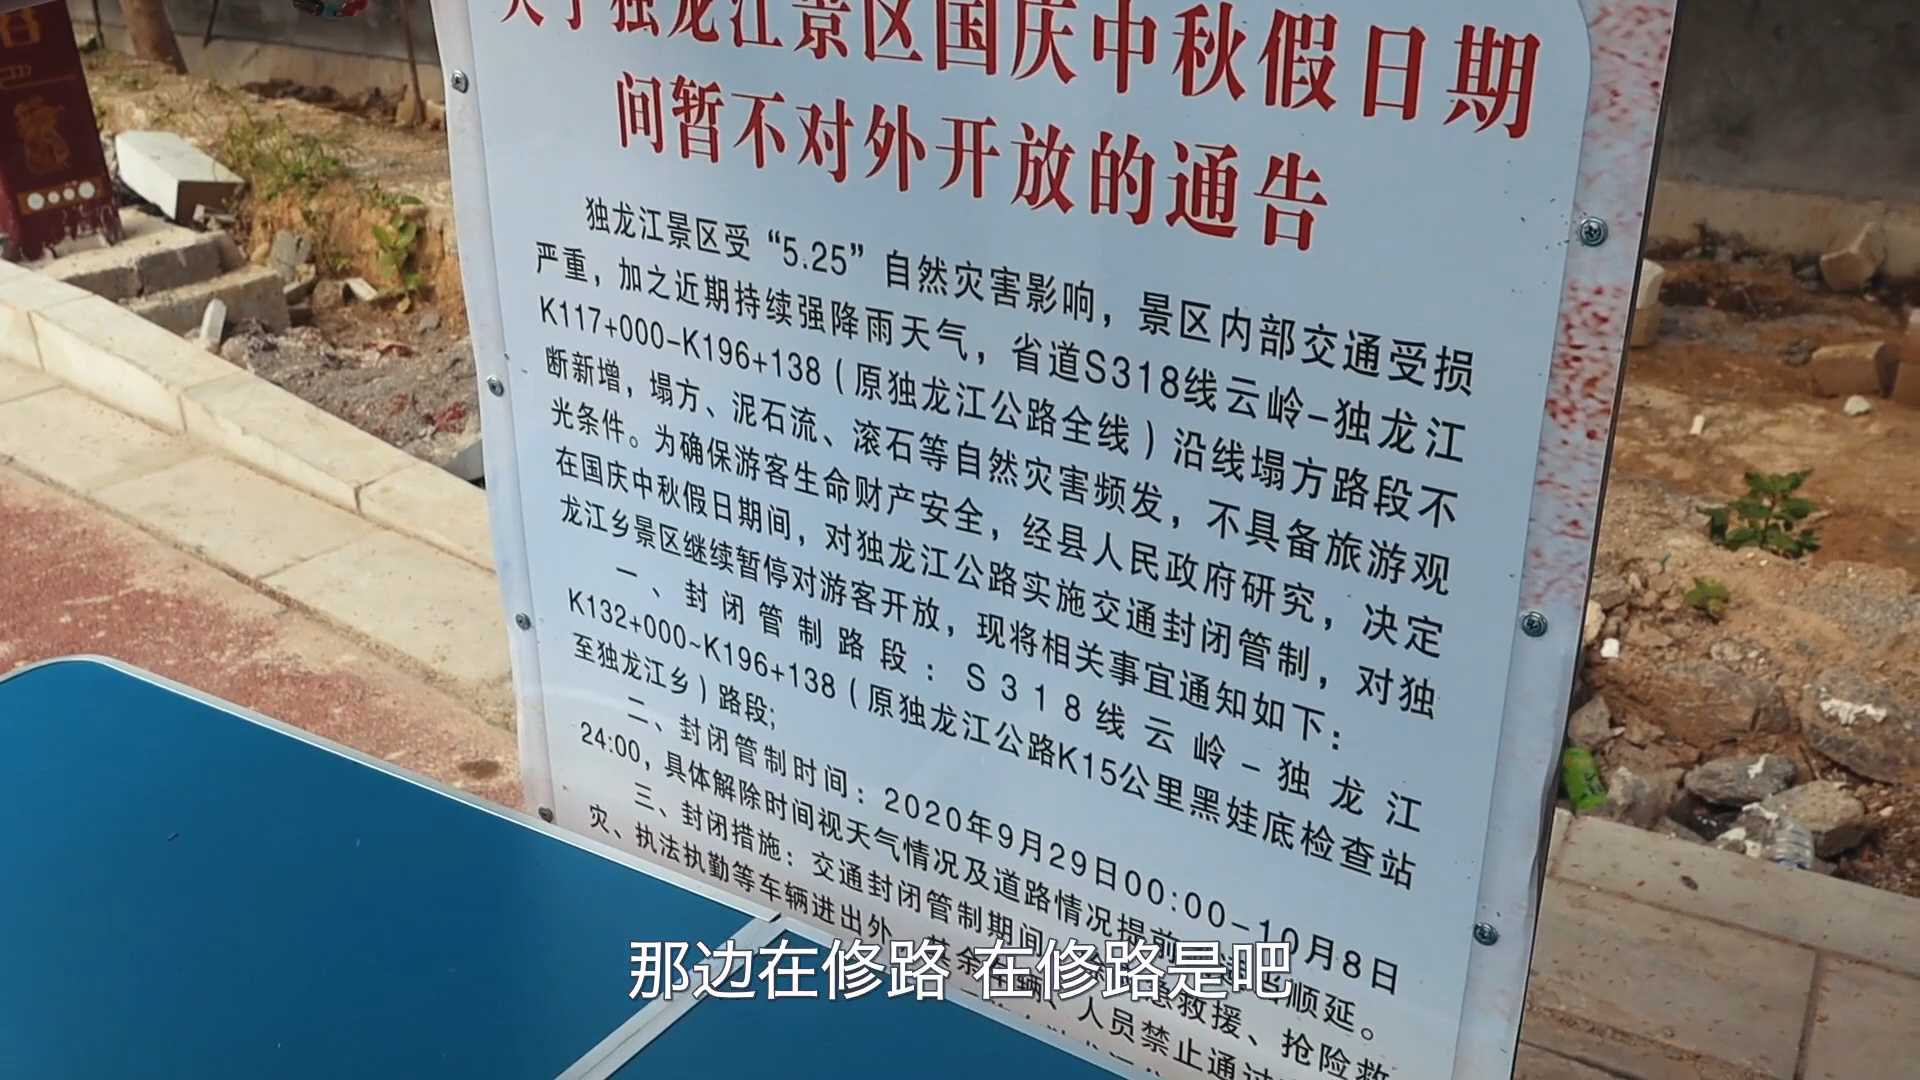 关于独龙江景区国庆中秋假日期
间暂不对外开放的通告
独龙江景区受“5.25”自然灾害影响，景区内部交通受损
严重，加之近期持续强降雨天气，省道S318线云岭-独龙江
K117+000-K196+138（原独龙江公路全线）沿线塌方路段不
断新增，塌方、泥石流、滚石等自然灾害频发，不具备旅游观
光条件。为确保游客生命财产安全，经县人民政府研究，决定
在国庆中秋假日期间，对独龙江公路实施交通封闭管制，对独
龙江乡景区继续暂停对游客开放，现将相关事宜通知如下：
一、封闭管制路段：S318线云岭-独龙江
K132+000~K196+138（原独龙江公路K15公里黑娃底检查站
至独龙江乡）路段;
二、封闭管制时间：2020年9月29日00:00-10月8日
24:00，具体解除时间视天气情况及道路情况提前 顺延。
三、封闭措施：交通封闭管制期间 急救援、抢险救
灾、执法执勤等车辆进出外 其余 辆、人员禁止通过
那边在修路 在修路是吧